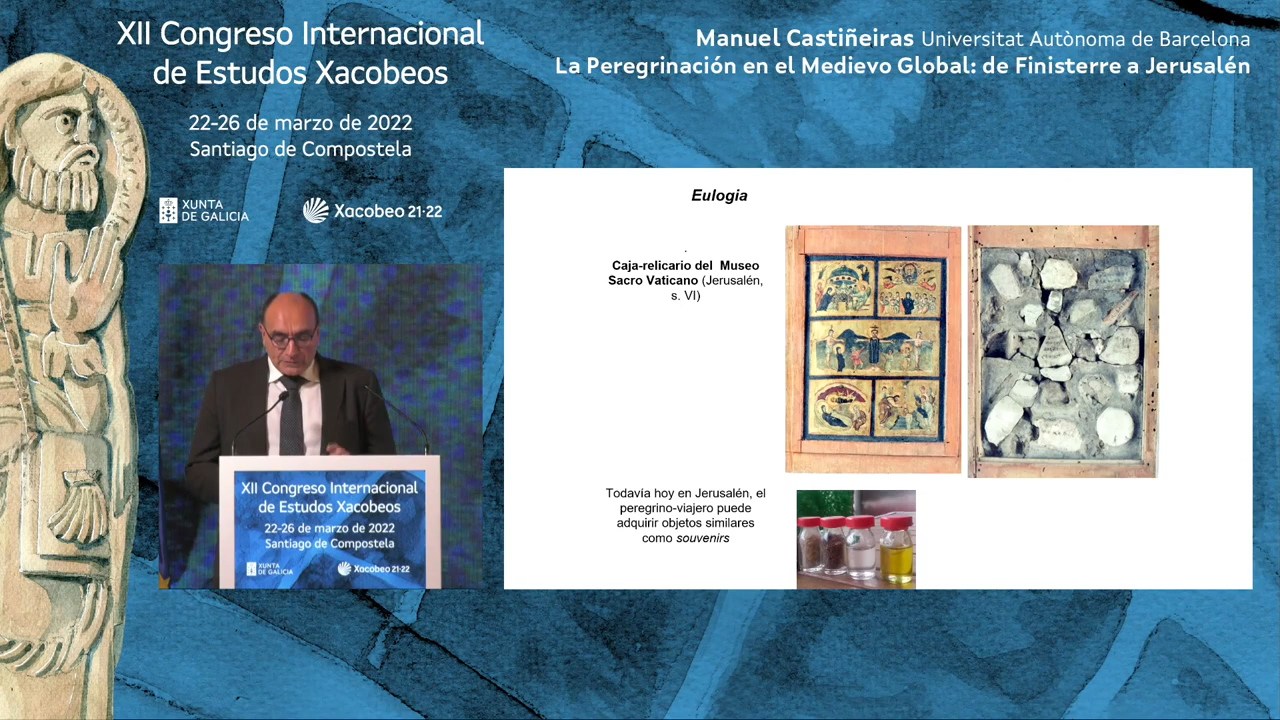 XII Congreso Internacional
de Estudos Xacobeos
22-26 de marzo de 2022
Santiago de Compostela
XUNTA
DE GALICIA
Xacobeo 21·22
Manuel Castiñeiras Universitat Autònoma de Barcelona
La Peregrinación en el Medievo Global: de Finisterre a Jerusalén
Eulogia
Caja-relicario del Museo
Sacro Vaticano (Jerusalén,
s. VI)
Todavía hoy en Jerusalén, el
peregrino-viajero puede
adquirir objetos similares
como souvenirs
XII Congreso Internacional
de Estudos Xacobeos
22-26 de marzo de 2022
Santiago de Compostela
XUNTA
DE GALICIA
Xacobeo 21·22